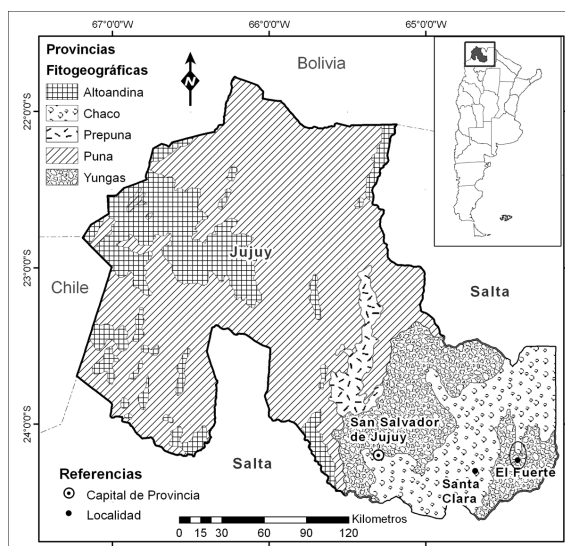 67°0'0"W
66°0'0"W
65°0'0"W
Provincias
Fitogeográficas
Altoandina
Chaco
Prepuna
Puna
Yungas
N
Bolivia
22°0'0"S
23°0'0"S
24°0'0"S
Jujuy
Chile
Salta
San Salvador
de Jujuy
Salta
El Fuerte
Santa
Clara
Referencias
Capital de Provincia
Localidad
Kilometros
0 15 30 60 90 120